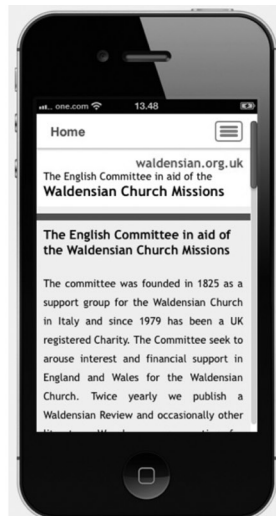 one.com 13.48
Home
waldensian.org.uk
The English Committee in aid of the
Waldensian Church Missions
The English Committee in aid of
the Waldensian Church Missions
The committee was founded in 1825 as a
support group for the Waldensian Church
in Italy and since 1979 has been a UK
registered Charity. The Committee seek to
arouse interest and financial support in
England and Wales for the Waldensian
Church. Twice yearly we publish a
Waldensian Review and occasionally other